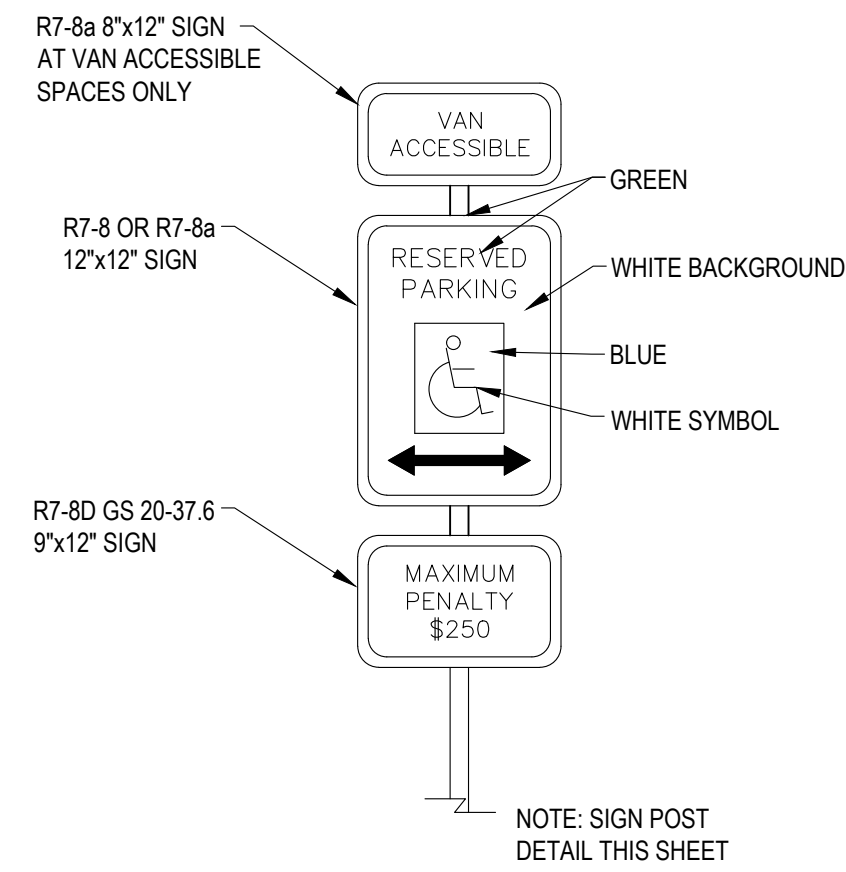 R7-8a 8"x12" SIGN
AT VAN ACCESSIBLE
SPACES ONLY
VAN
ACCESSIBLE
GREEN
R7-8 OR R7-8a
12"x12" SIGN
RESERVED
PARKING
WHITE BACKGROUND
BLUE
WHITE SYMBOL
R7-8D GS 20-37.6
9"x12" SIGN
MAXIMUM
PENALTY
$250
NOTE: SIGN POST
DETAIL THIS SHEET